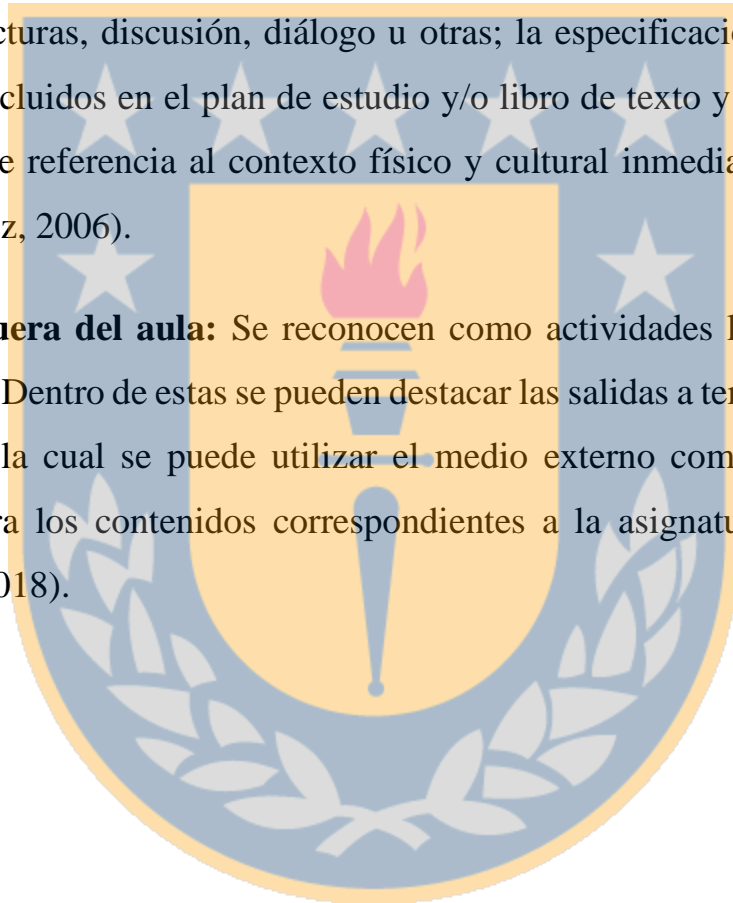 cturas, discusión, diálogo u otras; la especificació
cluidos en el plan de estudio y/o libro de texto y
e referencia al contexto físico y cultural inmedia
z, 2006).
uera del aula: Se reconocen como actividades
Dentro de estas se pueden destacar las salidas a ter
la cual se puede utilizar el medio externo com
ra los contenidos correspondientes a la asignatu
018).